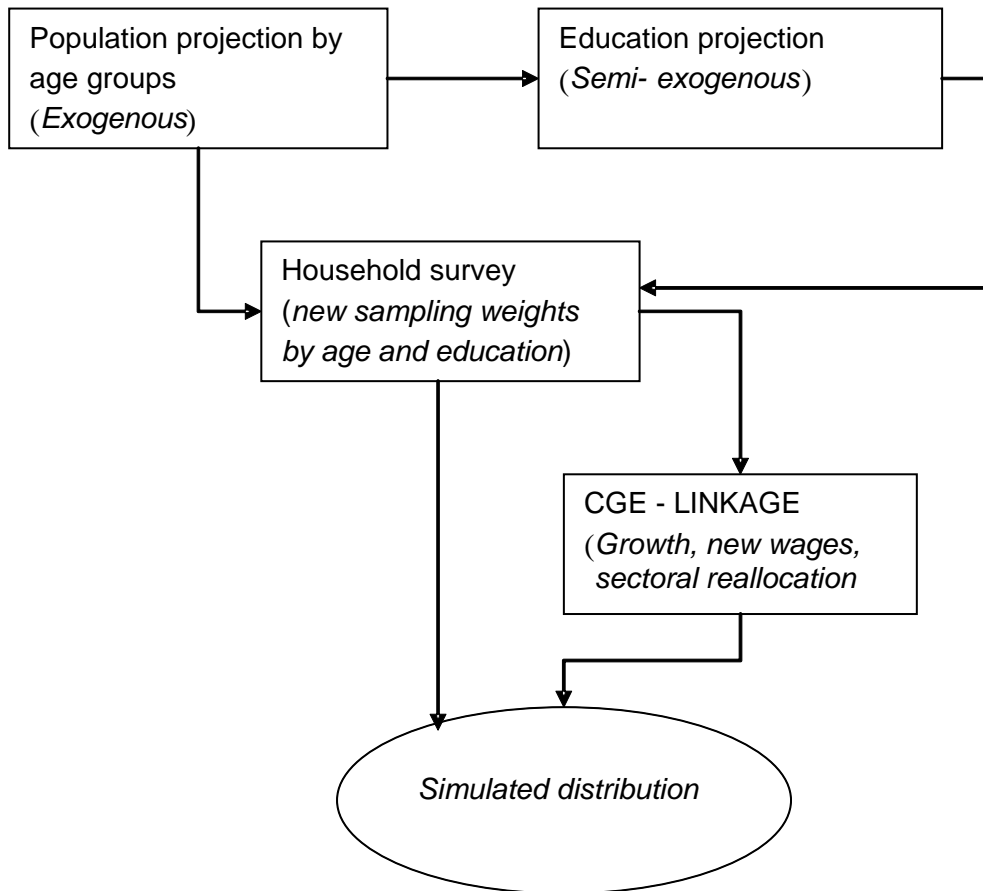 Population projection by
age groups
(Exogenous)
Education projection
(Semi- exogenous)
Household survey
(new sampling weights
by age and education)
CGE - LINKAGE
(Growth, new wages,
sectoral reallocation
Simulated distribution